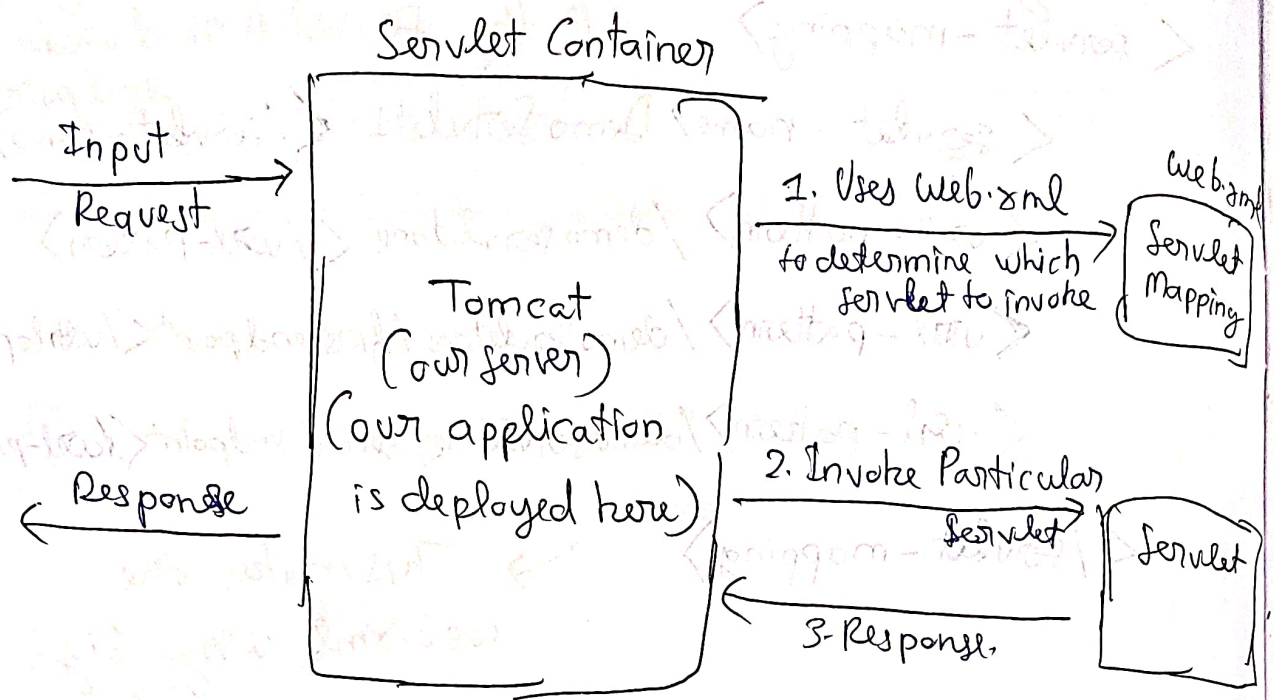 Servlet Container
Input
Request
1. Uses web.xml
to determine which
servlet to invoke
web.xml
Servlet
Mapping
Tomcat
(our server)
(our application
is deployed here)
Response
2. Invoke Particular
Servlet
Servlet
3. Response.